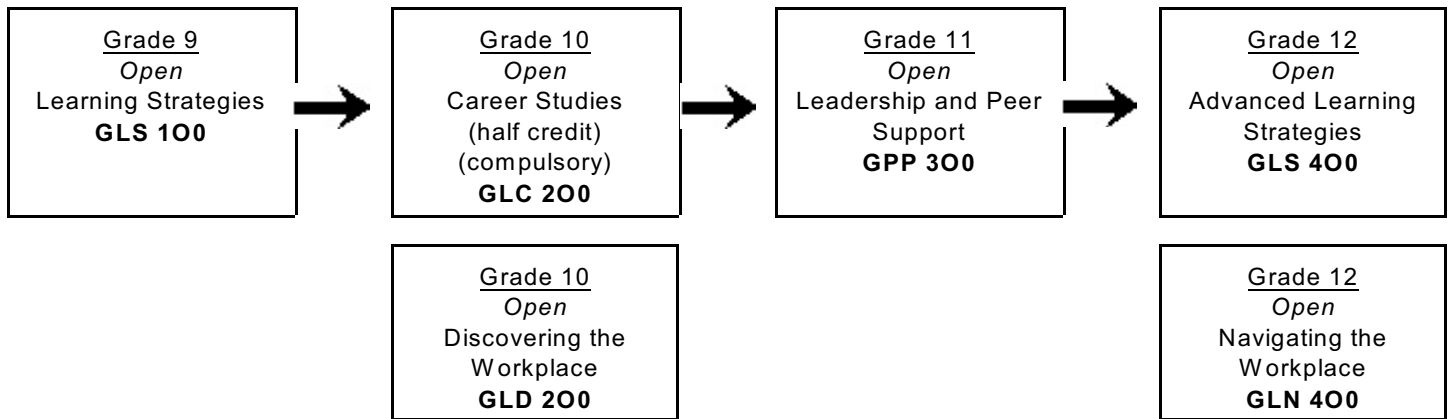 Grade 9
Open
Learning Strategies
GLS 1O0
Grade 10
Open
Career Studies
(half credit)
(compulsory)
GLC 2O0
Grade 11
Open
Leadership and Peer
Support
GPP 3O0
Grade 12
Open
Advanced Learning
Strategies
GLS 4O0
Grade 10
Open
Discovering the
Workplace
GLD 2O0
Grade 12
Open
Navigating the
Workplace
GLN 4O0